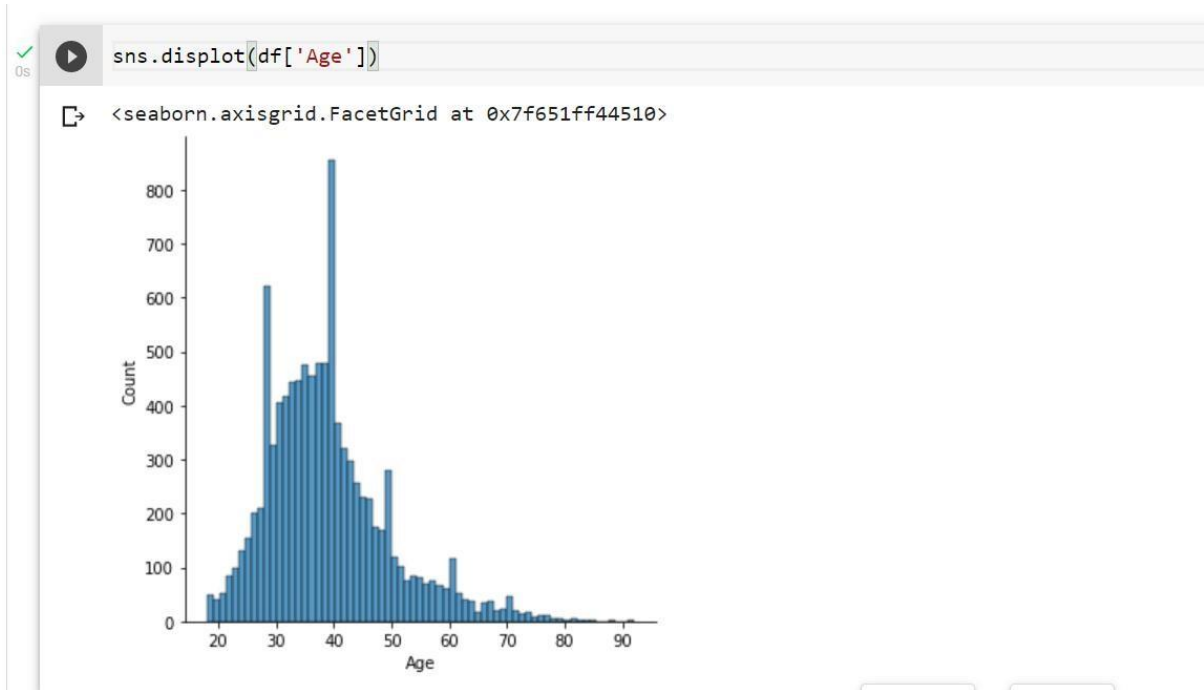 sns.displot(df['Age'])
0s
<seaborn.axisgrid.FacetGrid at 0x7f651ff44510>
800
700
600
500
400
300
200
100
0
Count
20 30 40 50 60 70 80 90
Age